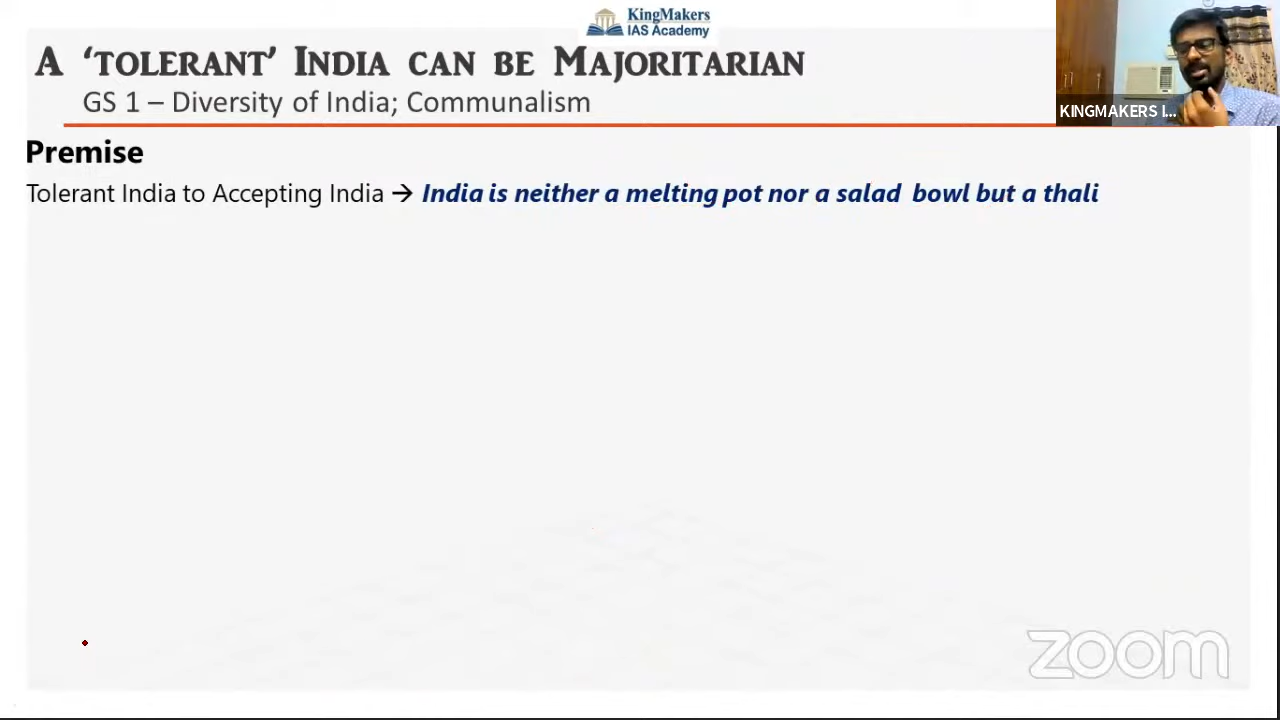 KingMakers
IAS Academy
A ‘tolerant’ India can be Majoritarian
GS 1 – Diversity of India; Communalism
KINGMAKERS I...
Premise
Tolerant India to Accepting India → India is neither a melting pot nor a salad bowl but a thali
zoom